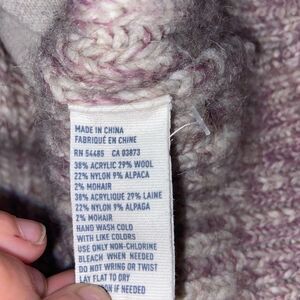 MADE IN CHINA
FABRIQUÉ EN CHINE
RN 54485 CA 03873
38% ACRYLIC 29% WOOL
22% NYLON 9% ALPACA
2% MOHAIR
38% ACRYLIQUE 29% LAINE
22% NYLON 9% ALPAGA
2% MOHAIR
HAND WASH COLD
WITH LIKE COLORS
USE ONLY NON-CHLORINE
BLEACH WHEN NEEDED
DO NOT WRING OR TWIST
LAY FLAT TO DRY
IF NEEDED